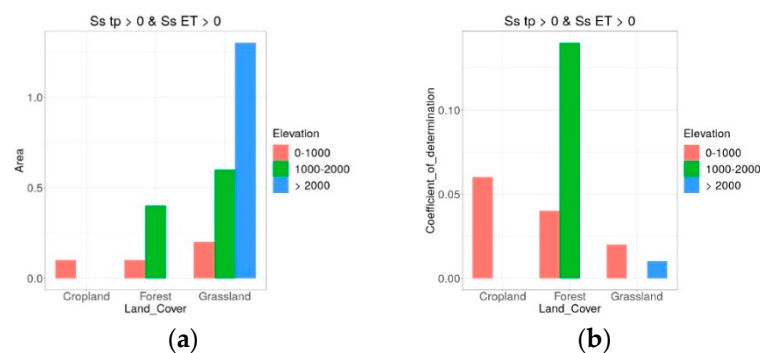 Ss tp > 0 & Ss ET > 0
Area
1.0
0.5
0.0
Cropland Forest Grassland
Land_Cover
Elevation
0-1000
1000-2000
> 2000
(a)
Ss tp > 0 & Ss ET > 0
Coefficient_of_determination
0.10
0.05
0.00
Cropland Forest Grassland
Land_Cover
Elevation
0-1000
1000-2000
> 2000
(b)